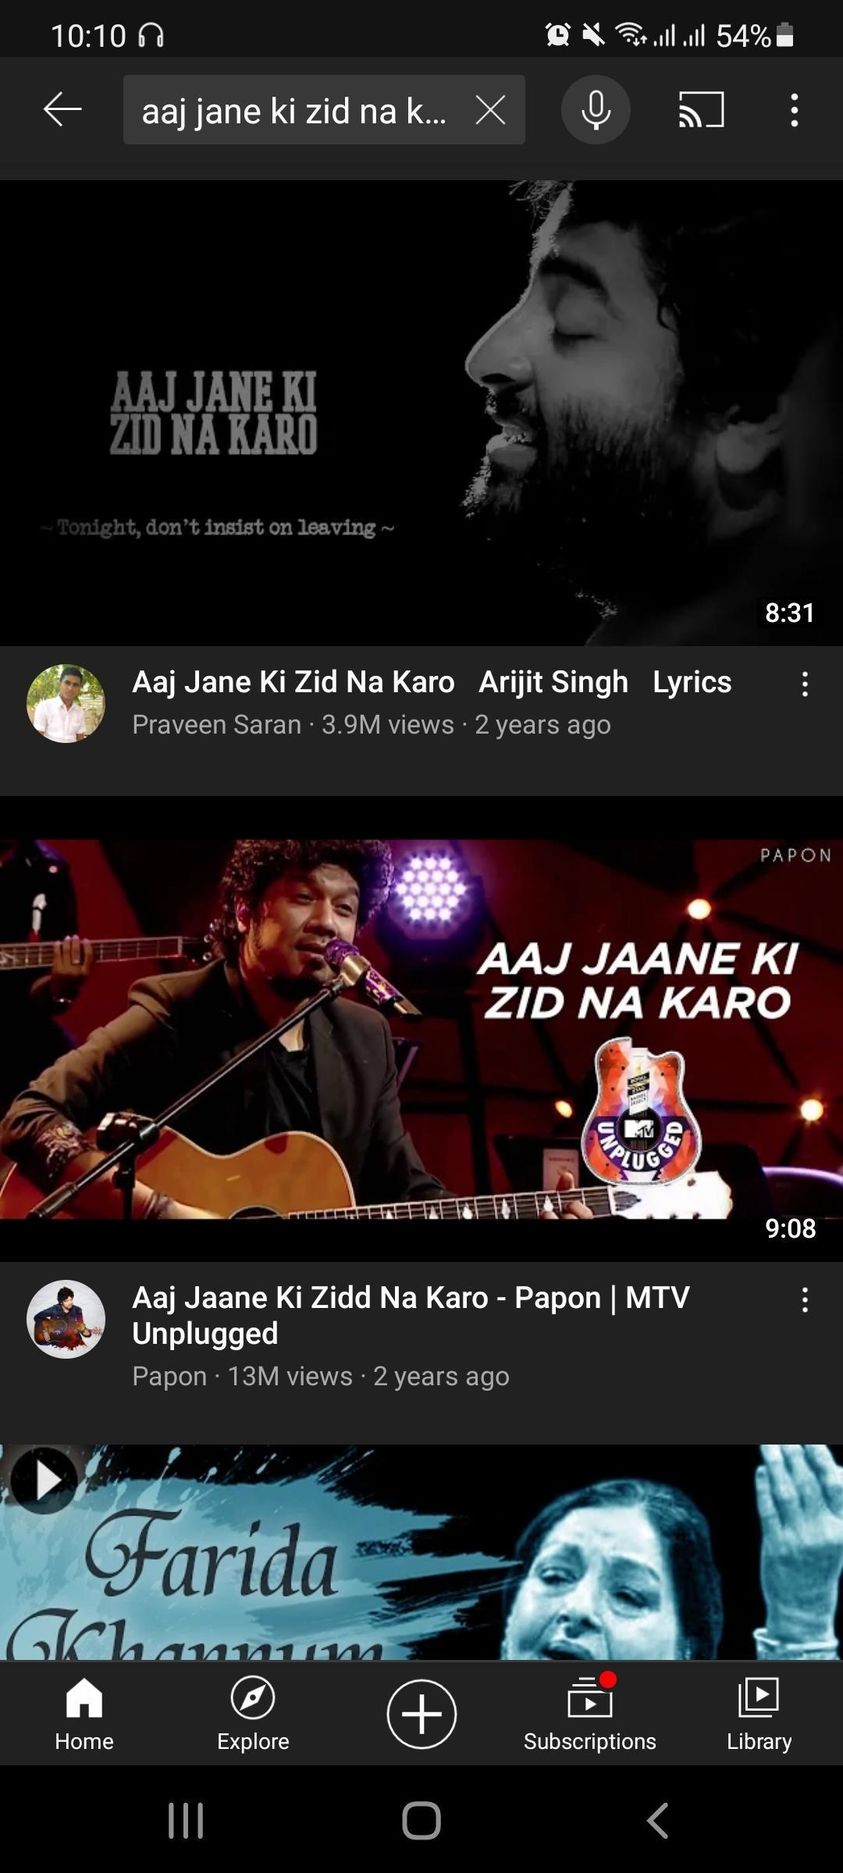 10:10
54%
aaj jane ki zid na k...
AAJ JANE KI
ZID NA KARO
~ Tonight, don't insist on leaving ~
8:31
Aaj Jane Ki Zid Na Karo Arijit Singh Lyrics
Praveen Saran · 3.9M views · 2 years ago
PAPON
AAJ JAANE KI
ZID NA KARO
MTV
UNPLUGGED
9:08
Aaj Jaane Ki Zidd Na Karo - Papon | MTV
Unplugged
Papon · 13M views · 2 years ago
Farida
Khannum
Home
Explore
Subscriptions
Library